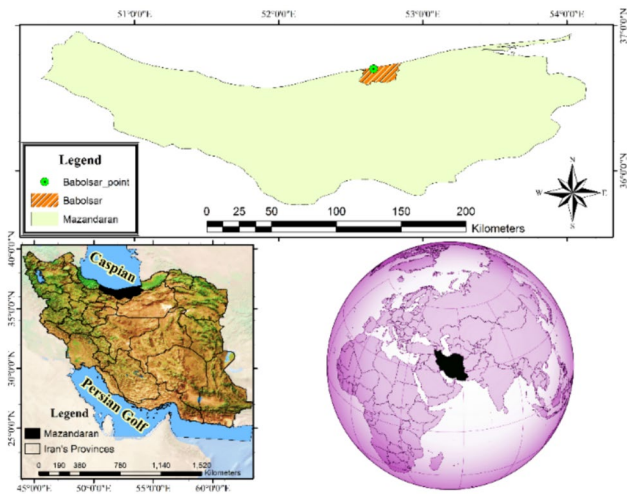 51°0'0"E 52°0'0"E 53°0'0"E 54°0'0"E
37°0'0"N
36°0'0"N
Legend
Babolsar_point
Babolsar
Mazandaran
N
W E
S
0 25 50 100 150 200
Kilometers
40°0'0"N
35°0'0"N
30°0'0"N
25°0'0"N
Caspian
Persian Golf
Legend
Mazandaran
Iran's Provinces
0 190 380 760 1,140 1,520
Kilometers
45°0'0"E 50°0'0"E 55°0'0"E 60°0'0"E